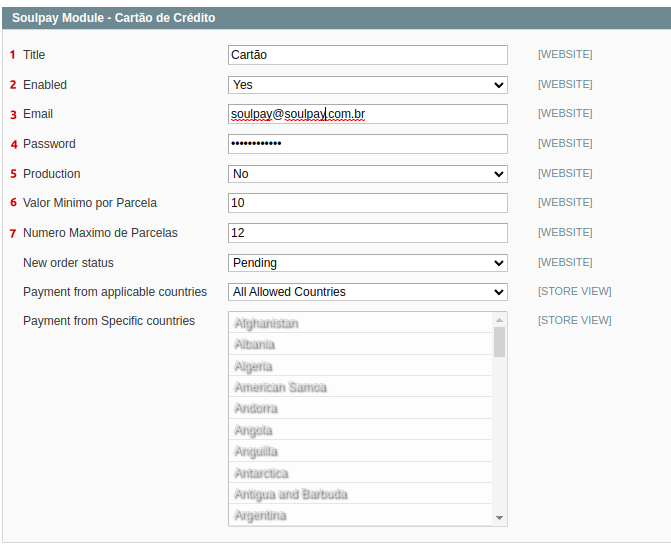 Soulpay Module - Cartão de Crédito
1 Title Cartão [WEBSITE]
2 Enabled Yes [WEBSITE]
3 Email soulpay@soulpay.com.br [WEBSITE]
4 Password •••••••••••• [WEBSITE]
5 Production No [WEBSITE]
6 Valor Minimo por Parcela 10 [WEBSITE]
7 Numero Maximo de Parcelas 12 [WEBSITE]
New order status Pending [WEBSITE]
Payment from applicable countries All Allowed Countries [STORE VIEW]
Payment from Specific countries [STORE VIEW]
Afghanistan
Albania
Algeria
American Samoa
Andorra
Angola
Anguilla
Antarctica
Antigua and Barbuda
Argentina